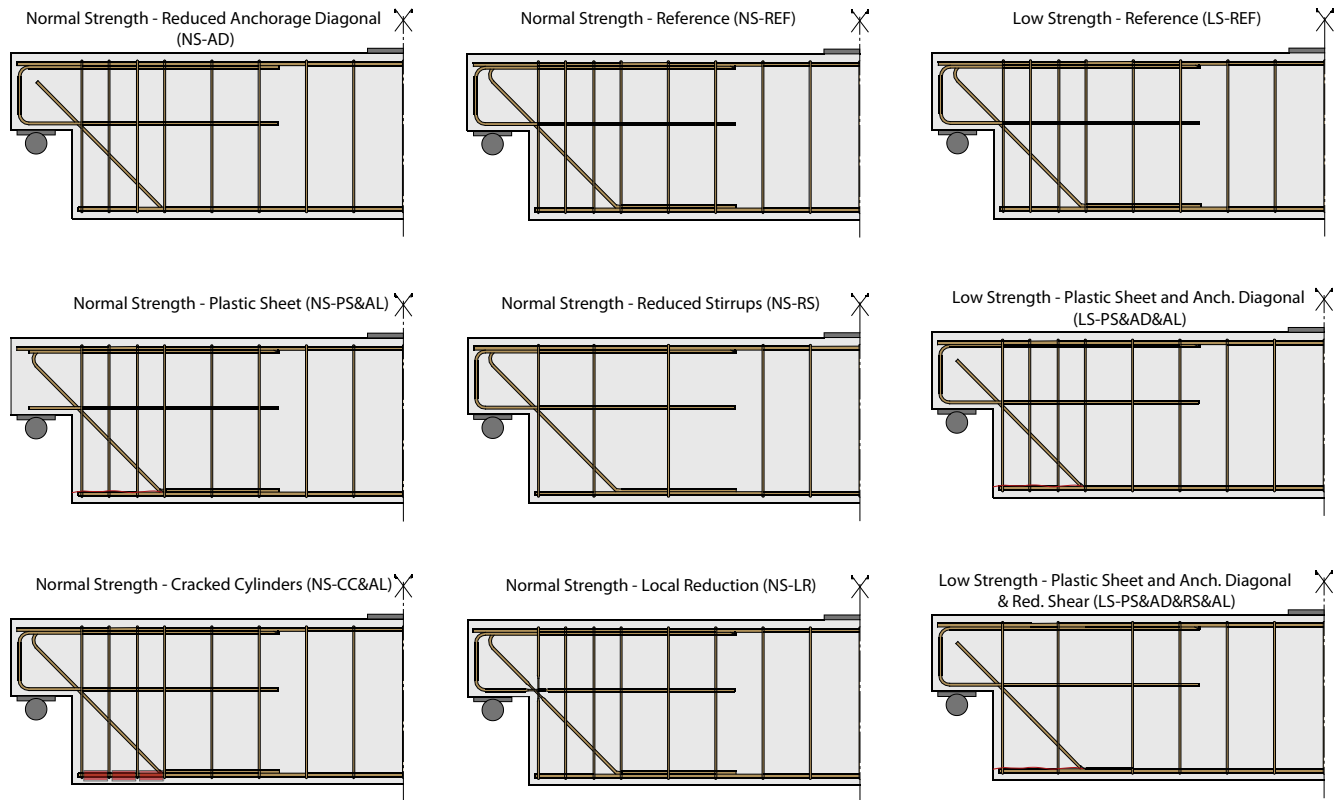 Normal Strength - Reduced Anchorage Diagonal
(NS-AD)
Normal Strength - Reference (NS-REF)
Low Strength - Reference (LS-REF)
Normal Strength - Plastic Sheet (NS-PS&AL)
Normal Strength - Reduced Stirrups (NS-RS)
Low Strength - Plastic Sheet and Anch. Diagonal
(LS-PS&AD&AL)
Normal Strength - Cracked Cylinders (NS-CC&AL)
Normal Strength - Local Reduction (NS-LR)
Low Strength - Plastic Sheet and Anch. Diagonal
& Red. Shear (LS-PS&AD&RS&AL)